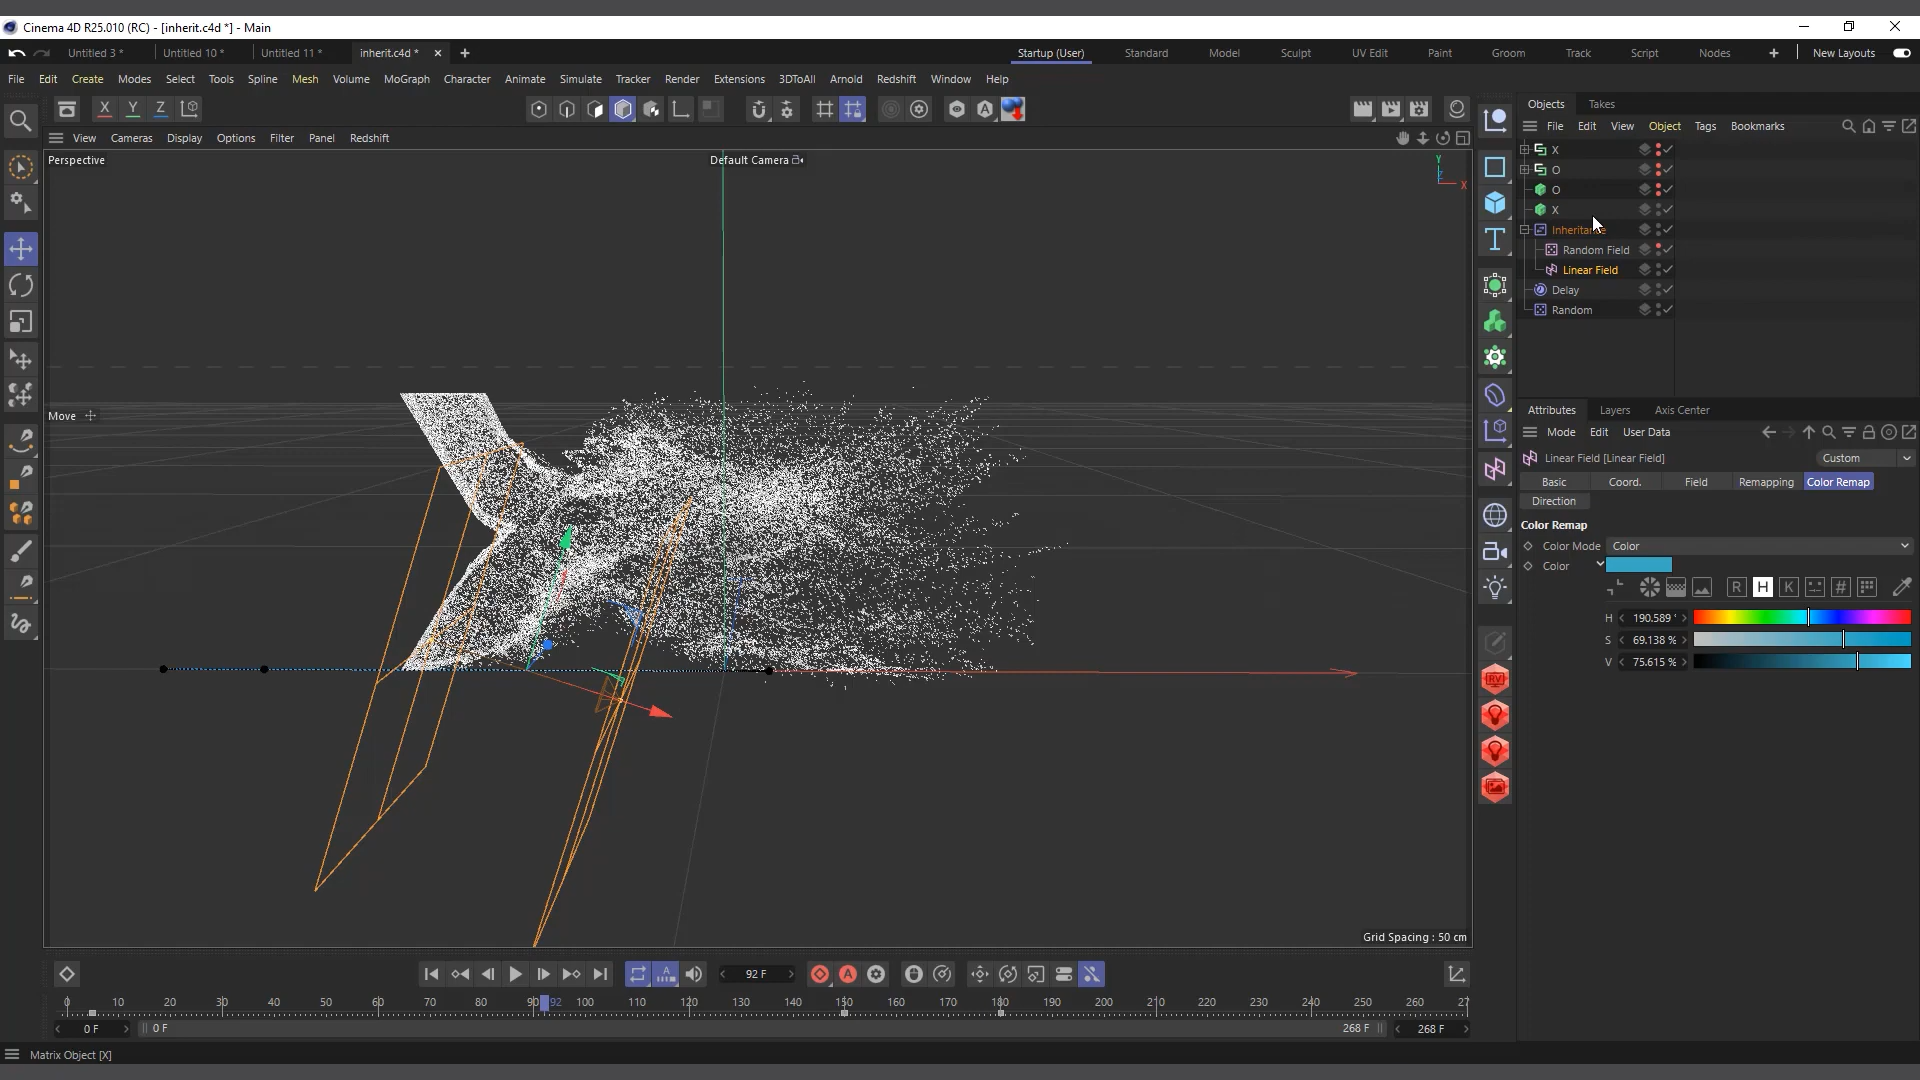 Cinema 4D R25.010 (RC) - [inherit.c4d *] - Main
Untitled 3 * Untitled 10 * Untitled 11 * inherit.c4d *
Startup (User) Standard Model Sculpt UV Edit Paint Groom Track Script Nodes New Layouts
File Edit Create Modes Select Tools Spline Mesh Volume MoGraph Character Animate Simulate Tracker Render Extensions 3DToAll Arnold Redshift Window Help
X Y Z
View Cameras Display Options Filter Panel Redshift
Perspective
Default Camera
Y
Z
X
Move
Grid Spacing : 50 cm
Objects Takes
File Edit View Object Tags Bookmarks
X
O
O
X
Random Field
Linear Field
Delay
Random
Attributes Layers Axis Center
Mode Edit User Data
Linear Field [Linear Field]
Custom
Basic Coord. Field Remapping Color Remap
Direction
Color Remap
Color Mode Color
Color
R H K #
H 190.589 °
S 69.138 %
V 75.615 %
RV
92 F
0 10 20 30 40 50 60 70 80 90 92 100 110 120 130 140 150 160 170 180 190 200 210 220 230 240 250 260 27
0 F 0 F 268 F 268 F
Matrix Object [X]